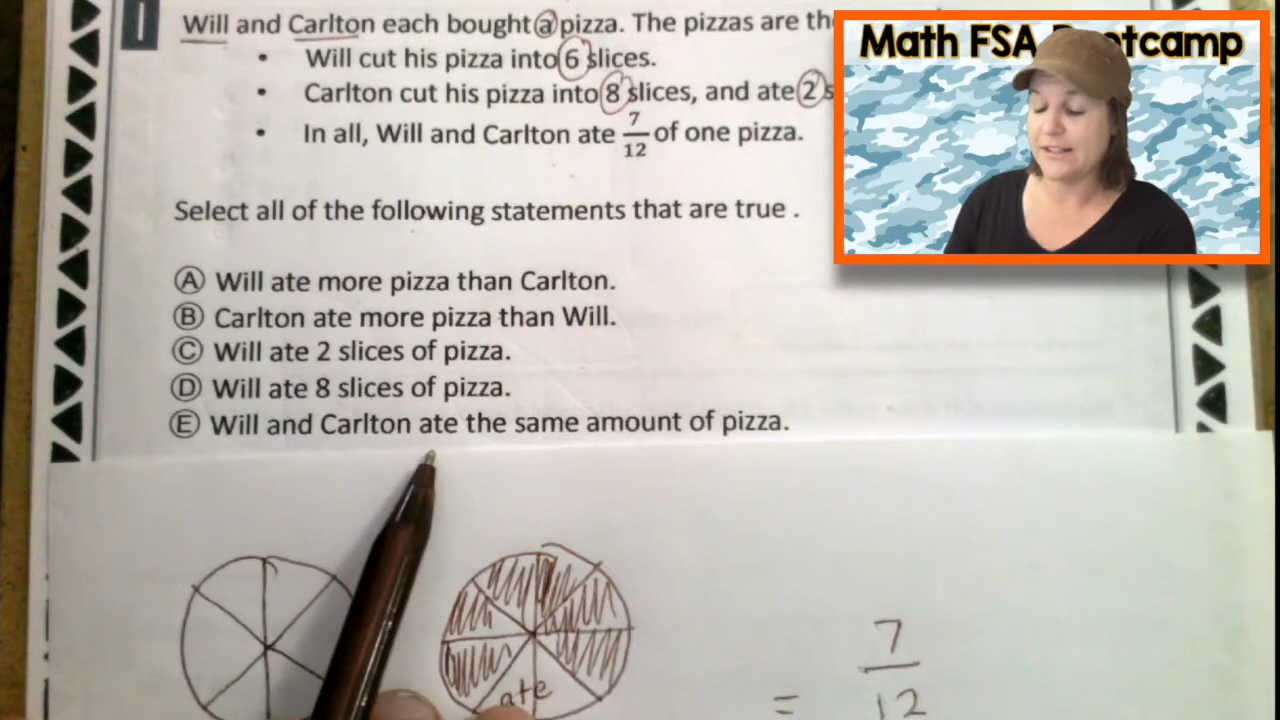 1 Will and Carlton each bought a pizza. The pizzas are the
• Will cut his pizza into 6 slices.
• Carlton cut his pizza into 8 slices, and ate 2 s
• In all, Will and Carlton ate 7/12 of one pizza.
Select all of the following statements that are true .
Ⓐ Will ate more pizza than Carlton.
Ⓑ Carlton ate more pizza than Will.
Ⓒ Will ate 2 slices of pizza.
Ⓓ Will ate 8 slices of pizza.
Ⓔ Will and Carlton ate the same amount of pizza.
Math FSA tcamp
ate
= 7/12